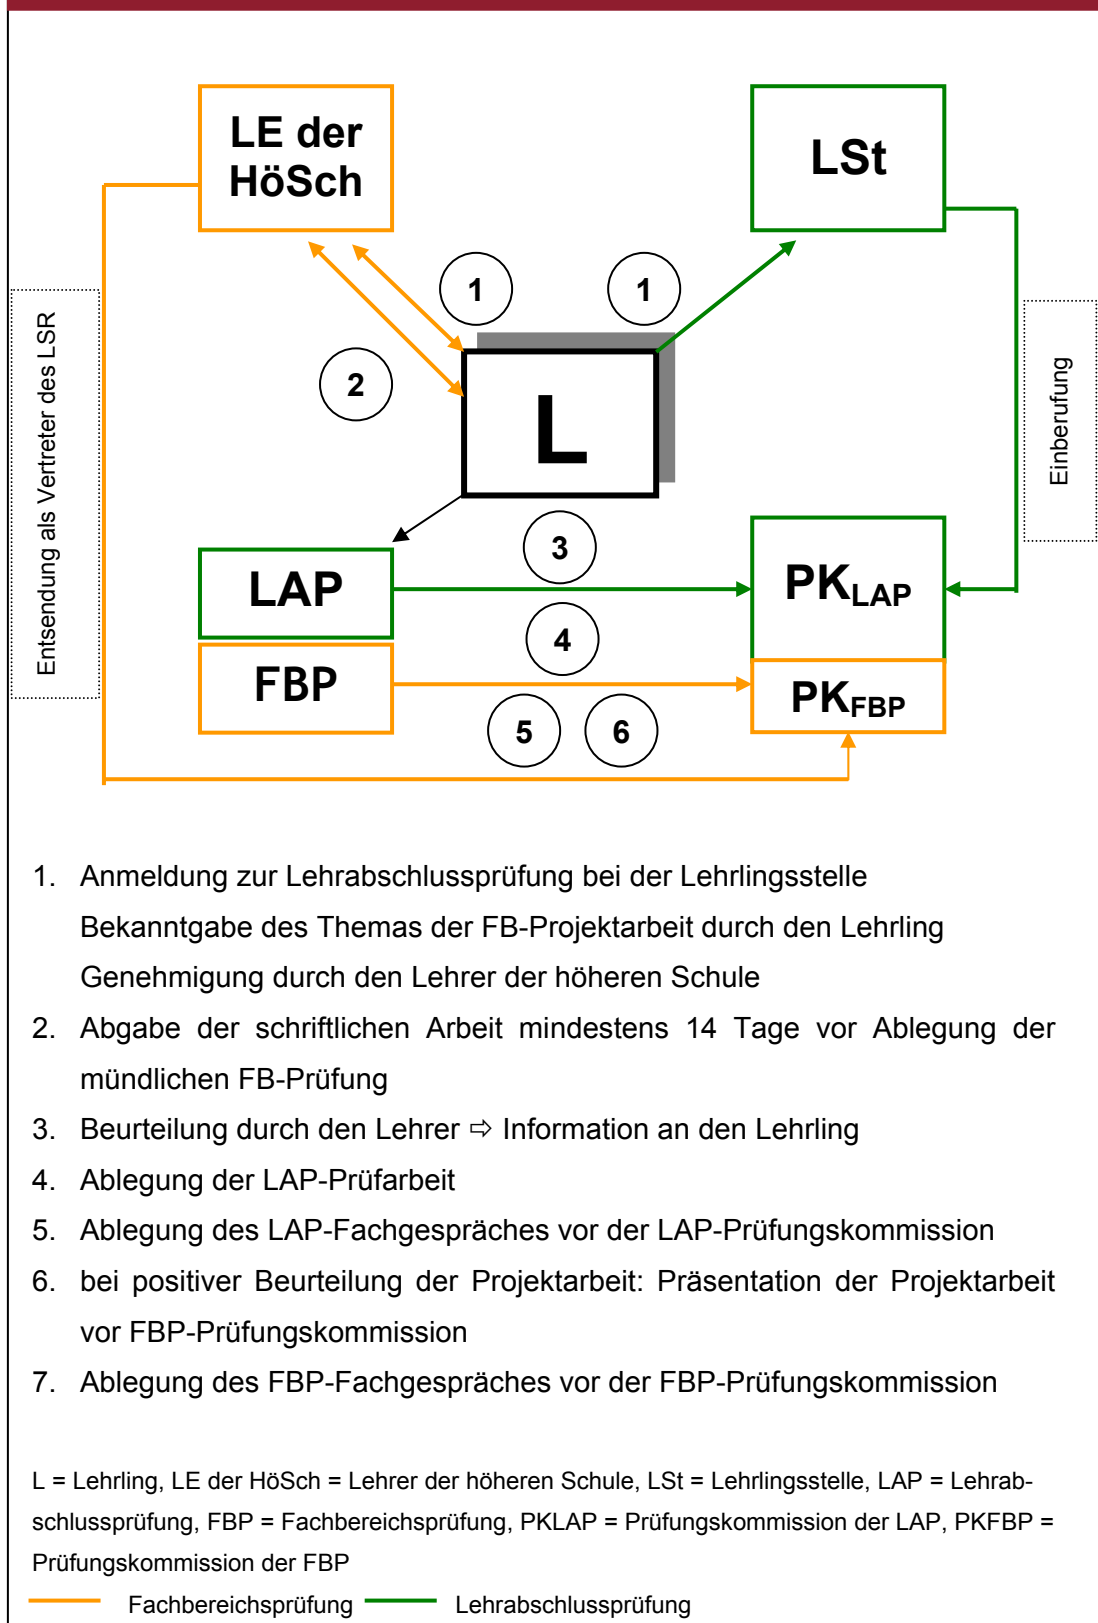 LE der
HöSch
LSt
1
1
2
L
Entsendung als Vertreter des LSR
Einberufung
3
LAP
PKLAP
4
FBP
PKFBP
5
6
1. Anmeldung zur Lehrabschlussprüfung bei der Lehrlingsstelle
Bekanntgabe des Themas der FB-Projektarbeit durch den Lehrling
Genehmigung durch den Lehrer der höheren Schule
2. Abgabe der schriftlichen Arbeit mindestens 14 Tage vor Ablegung der
mündlichen FB-Prüfung
3. Beurteilung durch den Lehrer ⇨ Information an den Lehrling
4. Ablegung der LAP-Prüfarbeit
5. Ablegung des LAP-Fachgespräches vor der LAP-Prüfungskommission
6. bei positiver Beurteilung der Projektarbeit: Präsentation der Projektarbeit
vor FBP-Prüfungskommission
7. Ablegung des FBP-Fachgespräches vor der FBP-Prüfungskommission
L = Lehrling, LE der HöSch = Lehrer der höheren Schule, LSt = Lehrlingsstelle, LAP = Lehrab-
schlussprüfung, FBP = Fachbereichsprüfung, PKLAP = Prüfungskommission der LAP, PKFBP =
Prüfungskommission der FBP
Fachbereichsprüfung Lehrabschlussprüfung